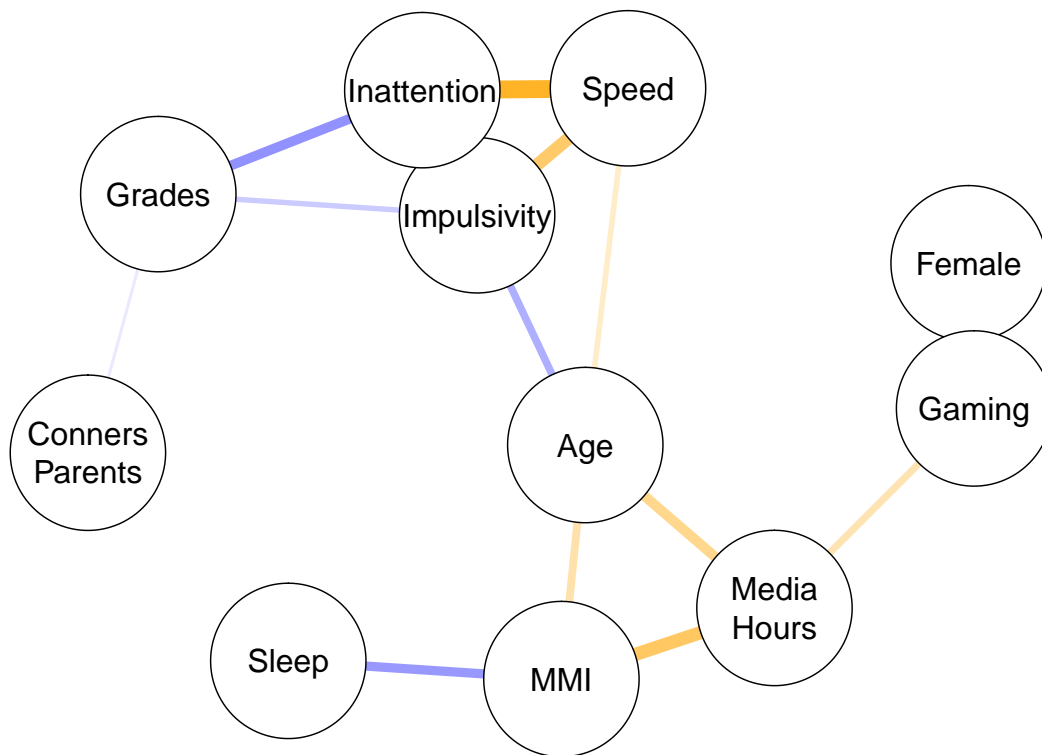 Inattention
Speed
Grades
Impulsivity
Female
Gaming
Conners
Parents
Age
Media
Hours
Sleep
MMI